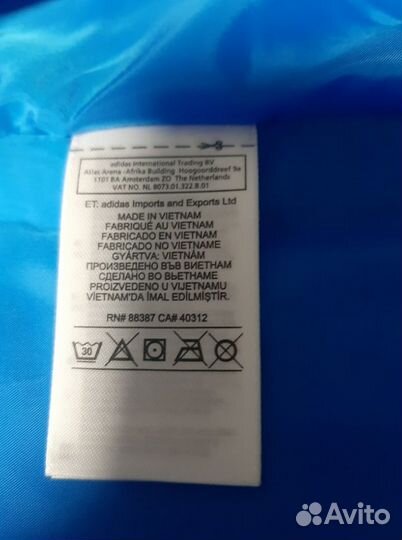 adidas International Trading BV
Atlas Arena -Afrika Building Hoogoorddreef 9a
1101 BA Amsterdam ZO The Netherlands
VAT NO. NL 8073.01.322.B.01
ET: adidas Imports and Exports Ltd
MADE IN VIETNAM
FABRIQUÉ AU VIETNAM
FABRICADO EN VIETNAM
FABRICADO NO VIETNAME
GYÁRTVA: VIETNAM
ПРОИЗВЕДЕНО ВЪВ ВИЕТНАМ
СДЕЛАНО ВО ВЬЕТНАМЕ
PROIZVEDENO U VIJETNAMU
VİETNAM'DA İMAL EDİLMİŞTİR.
RN# 88387 CA# 40312
30
Avito